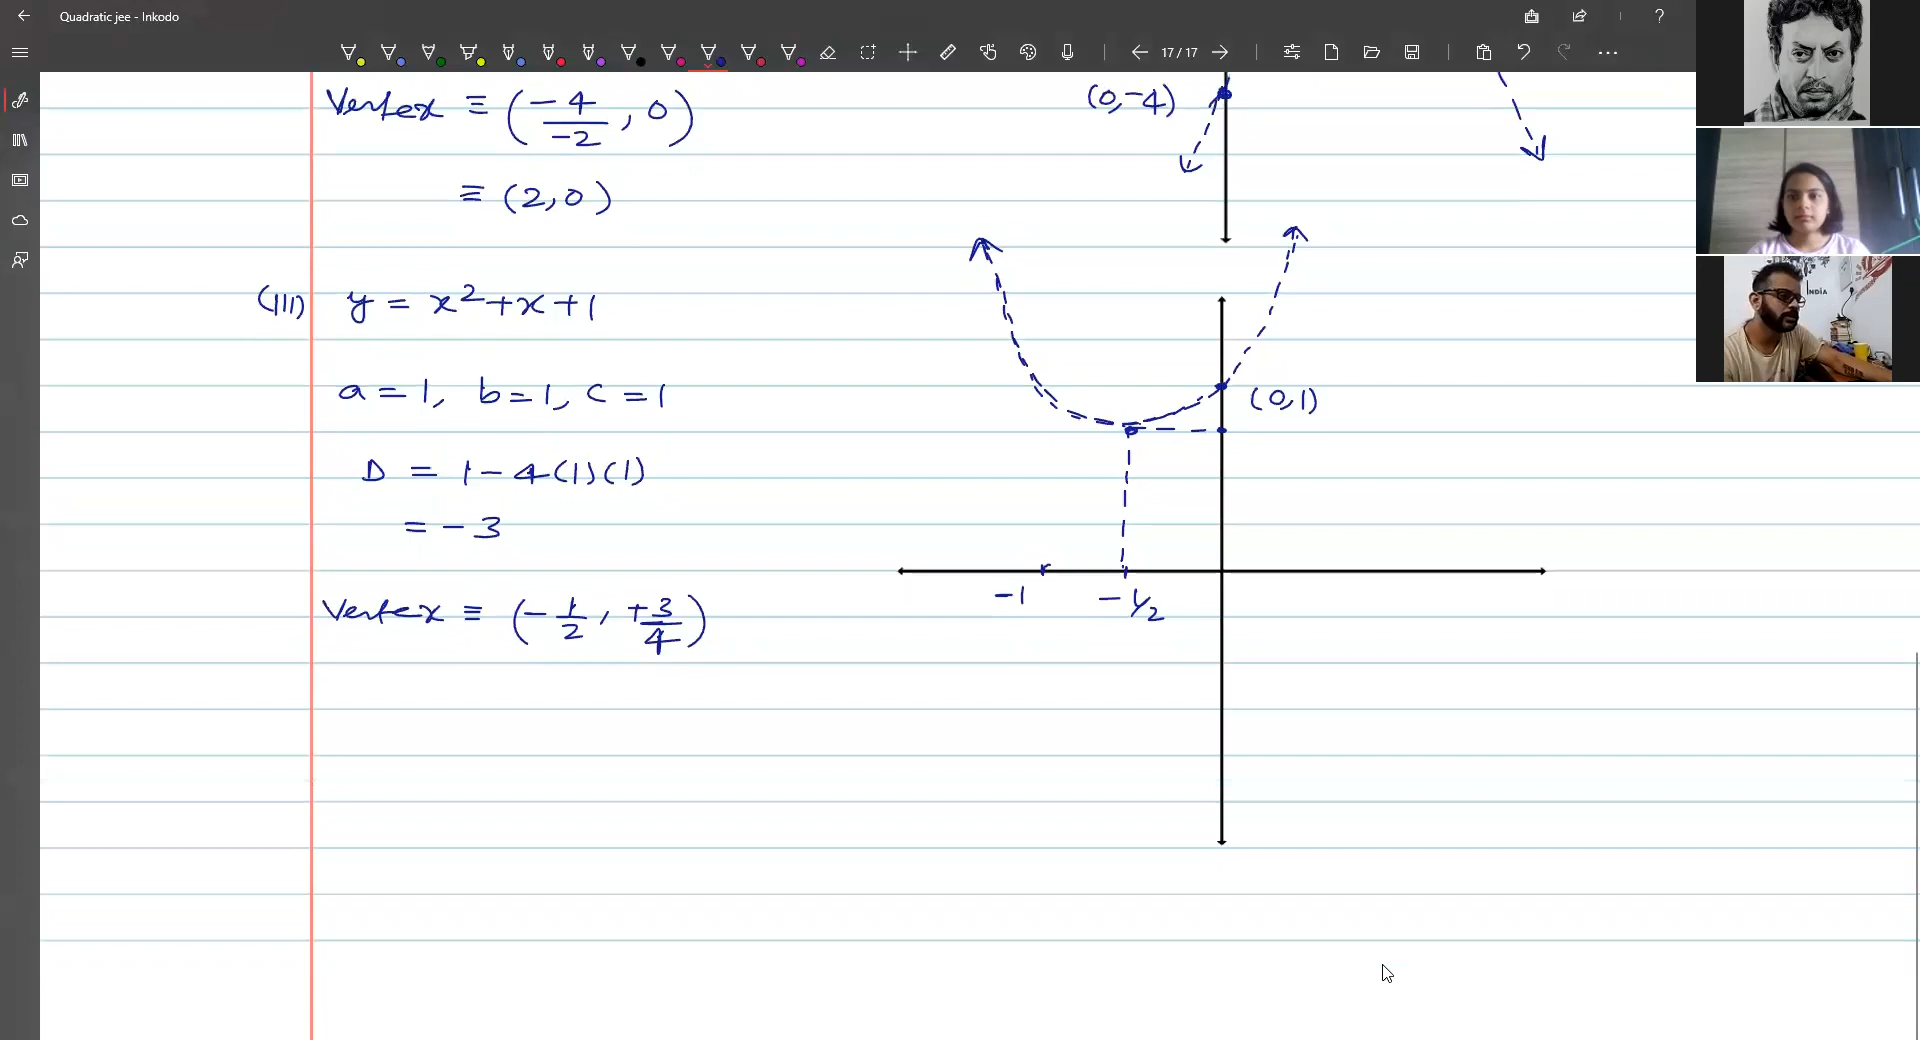 Quadratic jee - Inkodo
17 / 17
?
Vertex ≡ (-4/-2, 0)
≡ (2,0)
(0,-4)
(III) y = x²+x+1
a = 1, b=1, c=1
(0,1)
D = 1-4(1)(1)
= -3
-1
-1/2
Vertex ≡ (-1/2, +3/4)
INDIA